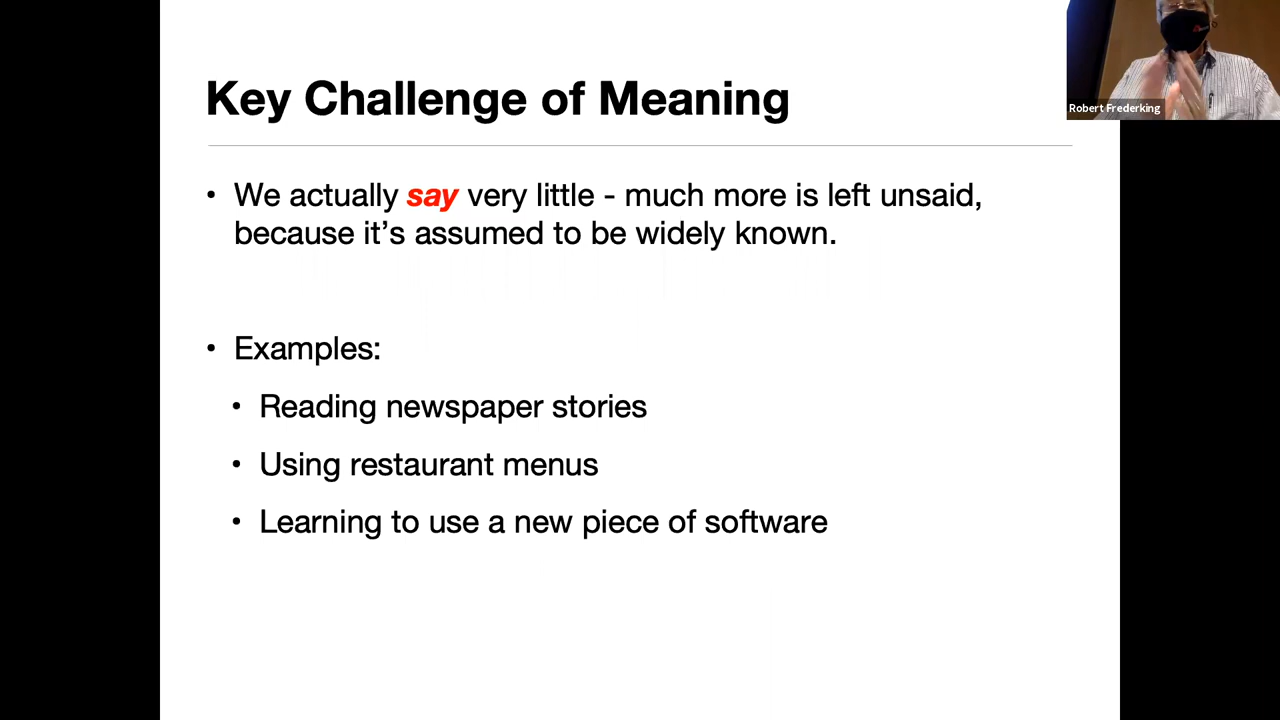 Key Challenge of Meaning
Robert Frederking
• We actually say very little - much more is left unsaid,
because it’s assumed to be widely known.
• Examples:
• Reading newspaper stories
• Using restaurant menus
• Learning to use a new piece of software